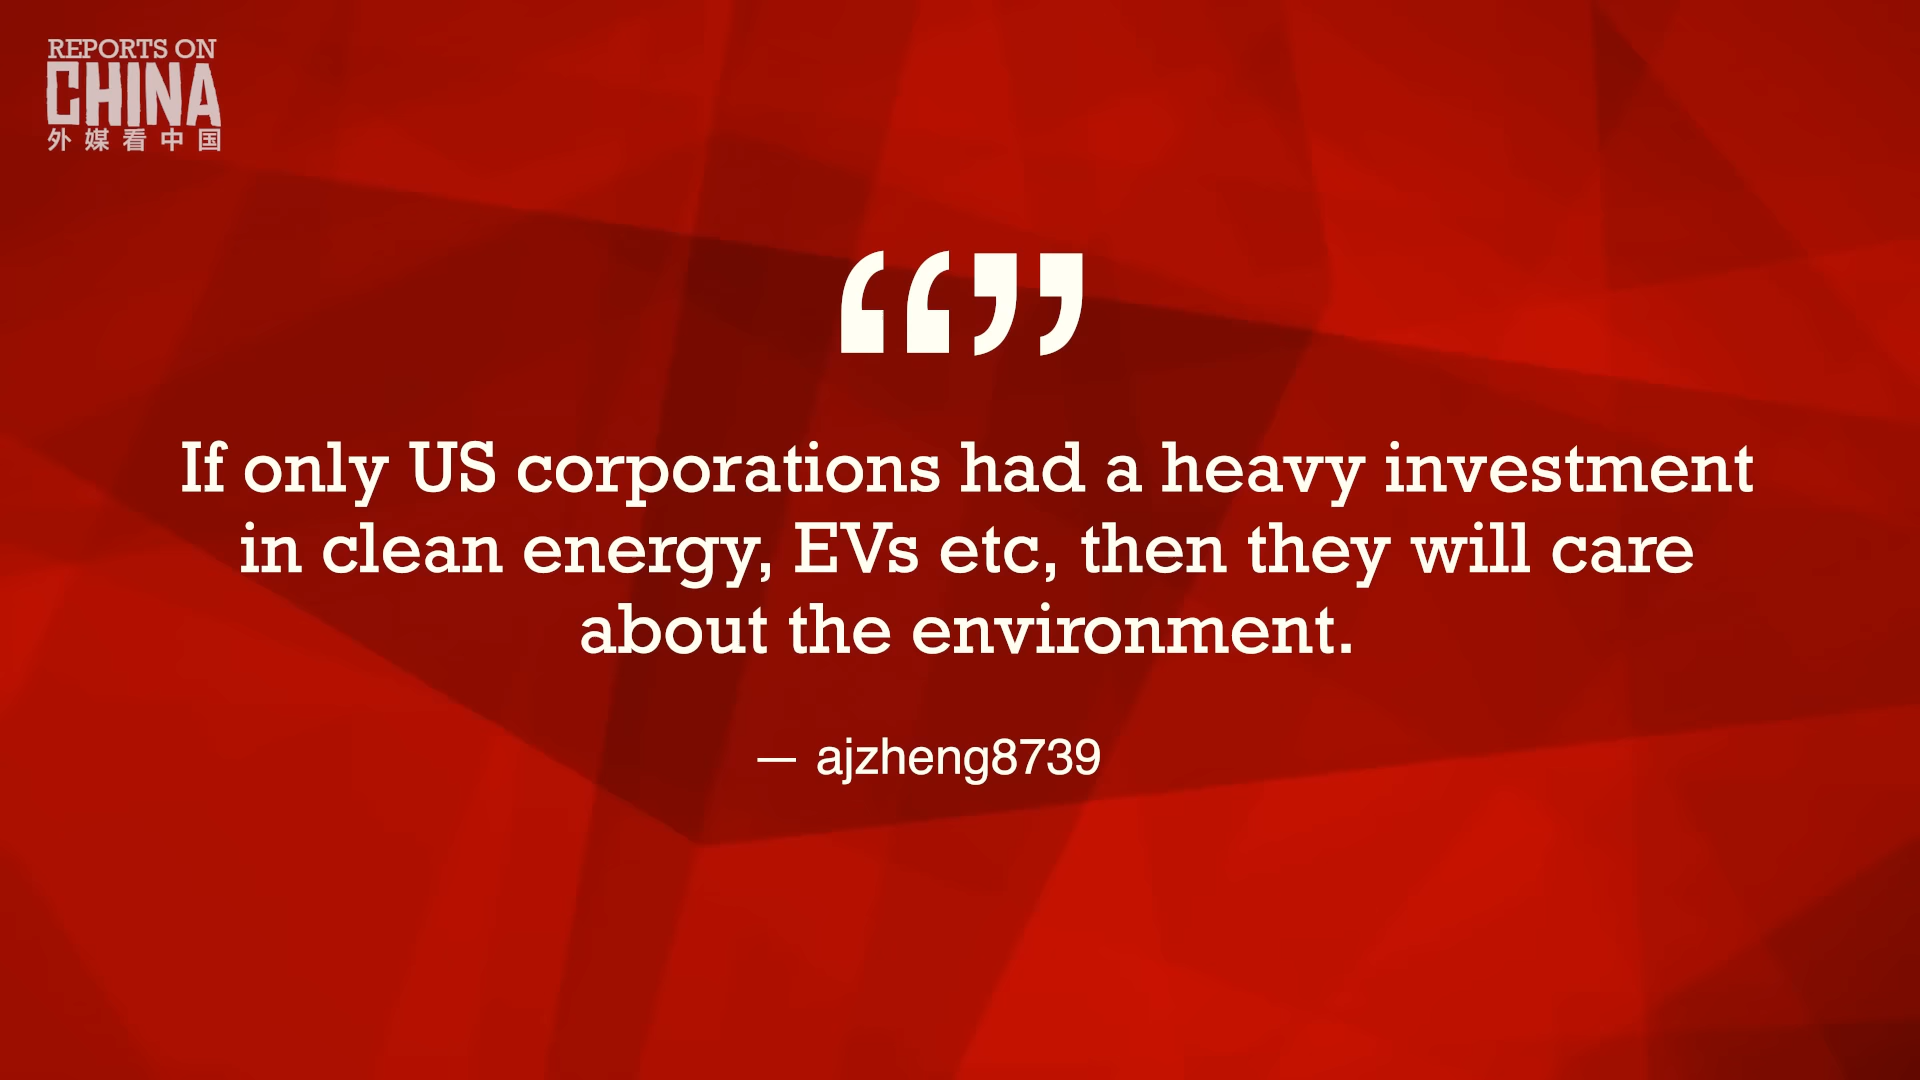 REPORTS ON
CHINA
外媒看中国
“”
If only US corporations had a heavy investment
in clean energy, EVs etc, then they will care
about the environment.
— ajzheng8739